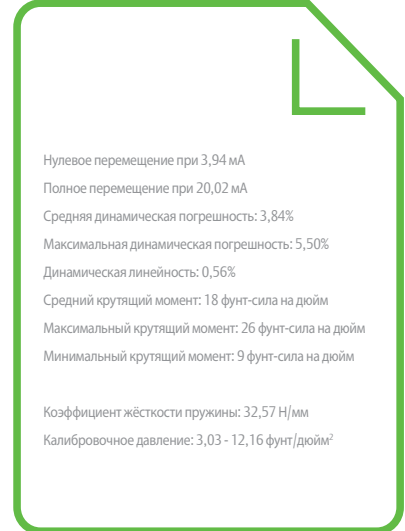 Нулевое перемещение при 3,94 мА
Полное перемещение при 20,02 мА
Средняя динамическая погрешность: 3,84%
Максимальная динамическая погрешность: 5,50%
Динамическая линейность: 0,56%
Средний крутящий момент: 18 фунт-сила на дюйм
Максимальный крутящий момент: 26 фунт-сила на дюйм
Минимальный крутящий момент: 9 фунт-сила на дюйм
Коэффициент жёсткости пружины: 32,57 Н/мм
Калибровочное давление: 3,03 - 12,16 фунт/дюйм²